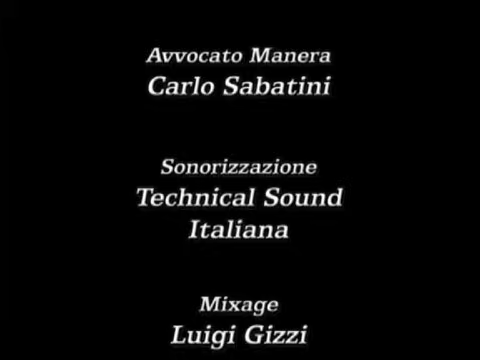 Avvocato Manera
Carlo Sabatini
Sonorizzazione
Technical Sound
Italiana
Mixage
Luigi Gizzi